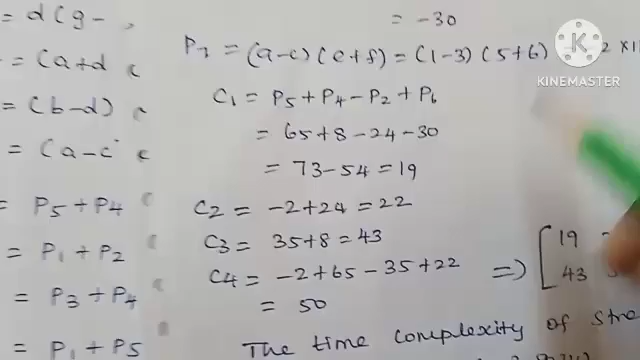 = d(g -
= (a+d
= (b-d)
= (a-c
= P5 + P4
= P1 + P2
= P3 + P4
= P1 + P5
= -30
P7 = (a-c) (e+f) = (1-3) (5+6)
C1 = P5 + P4 - P2 + P6
= 65 + 8 - 24 - 30
= 73 - 54 = 19
C2 = -2 + 24 = 22
C3 = 35 + 8 = 43
C4 = -2 + 65 - 35 + 22 => [19
= 50 43
The time complexity of stra
KINEMASTER